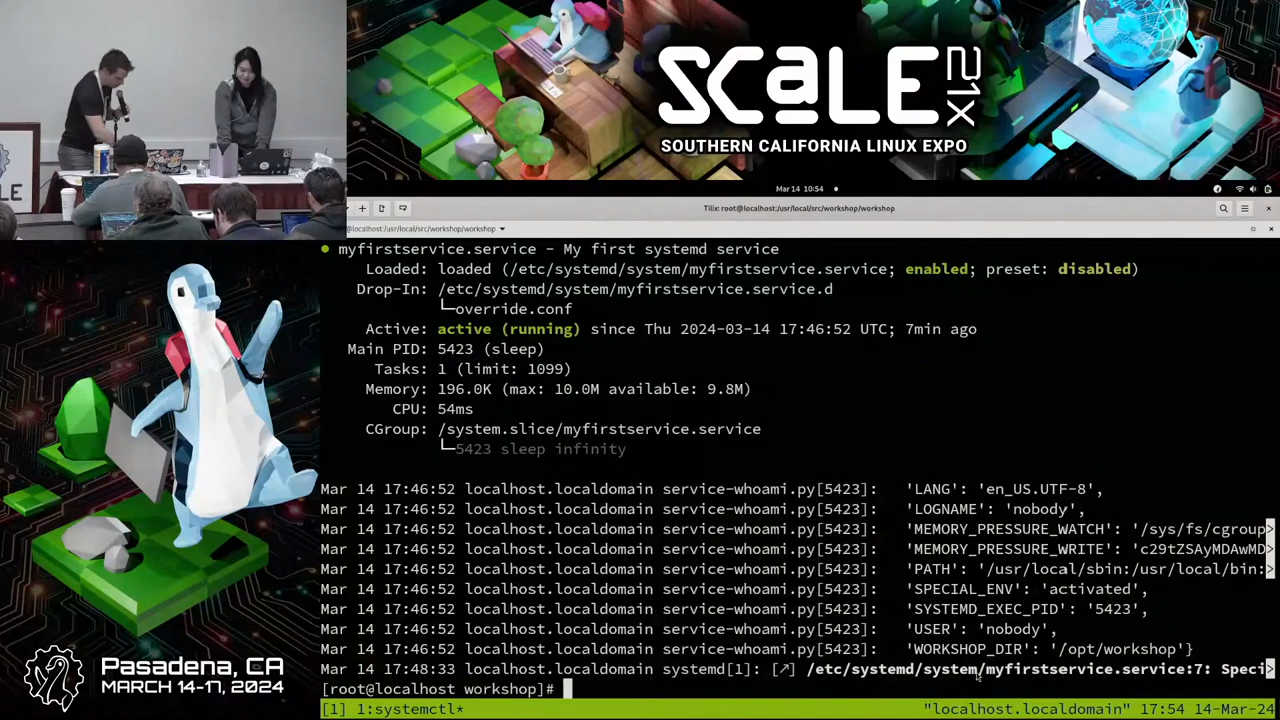 SCaLE 21X
SOUTHERN CALIFORNIA LINUX EXPO
Mar 14 10:54
Tilix: root@localhost:/usr/local/src/workshop/workshop
@localhost:/usr/local/src/workshop/workshop
● myfirstservice.service - My first systemd service
Loaded: loaded (/etc/systemd/system/myfirstservice.service; enabled; preset: disabled)
Drop-In: /etc/systemd/system/myfirstservice.service.d
└─override.conf
Active: active (running) since Thu 2024-03-14 17:46:52 UTC; 7min ago
Main PID: 5423 (sleep)
Tasks: 1 (limit: 1099)
Memory: 196.0K (max: 10.0M available: 9.8M)
CPU: 54ms
CGroup: /system.slice/myfirstservice.service
└─5423 sleep infinity
Mar 14 17:46:52 localhost.localdomain service-whoami.py[5423]: 'LANG': 'en_US.UTF-8',
Mar 14 17:46:52 localhost.localdomain service-whoami.py[5423]: 'LOGNAME': 'nobody',
Mar 14 17:46:52 localhost.localdomain service-whoami.py[5423]: 'MEMORY_PRESSURE_WATCH': '/sys/fs/cgroup>
Mar 14 17:46:52 localhost.localdomain service-whoami.py[5423]: 'MEMORY_PRESSURE_WRITE': 'c29tZSAyMDAwMD>
Mar 14 17:46:52 localhost.localdomain service-whoami.py[5423]: 'PATH': '/usr/local/sbin:/usr/local/bin:>
Mar 14 17:46:52 localhost.localdomain service-whoami.py[5423]: 'SPECIAL_ENV': 'activated',
Mar 14 17:46:52 localhost.localdomain service-whoami.py[5423]: 'SYSTEMD_EXEC_PID': '5423',
Mar 14 17:46:52 localhost.localdomain service-whoami.py[5423]: 'USER': 'nobody',
Mar 14 17:46:52 localhost.localdomain service-whoami.py[5423]: 'WORKSHOP_DIR': '/opt/workshop'}
Mar 14 17:48:33 localhost.localdomain systemd[1]: [↗] /etc/systemd/system/myfirstservice.service:7: Speci>
[root@localhost workshop]#
[1] 1:systemctl* "localhost.localdomain" 17:54 14-Mar-24
Pasadena, CA
MARCH 14-17, 2024